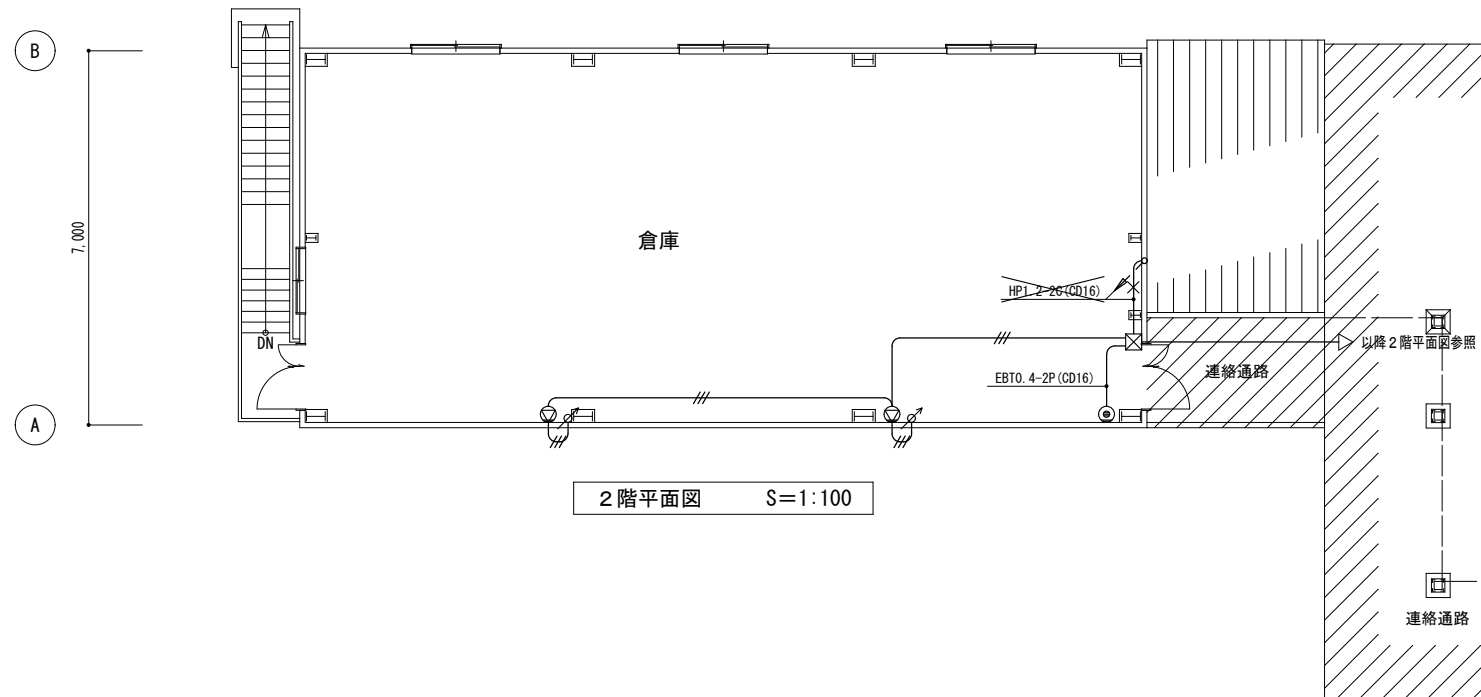 B
7,000
倉庫
HP1.2-2C(CD16)
DN
以降2階平面図参照
連絡通路
EBT0.4-2P(CD16)
A
2階平面図 S=1:100
連絡通路